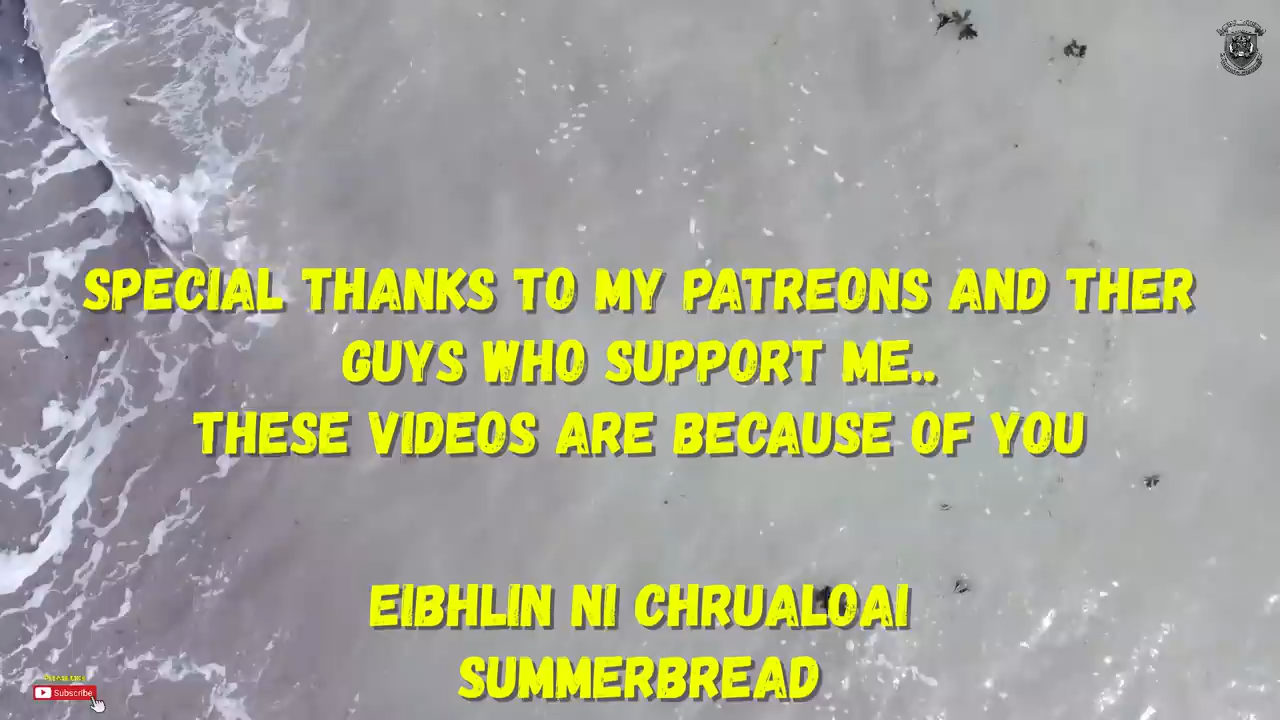 SPECIAL THANKS TO MY PATREONS AND THER
GUYS WHO SUPPORT ME..
THESE VIDEOS ARE BECAUSE OF YOU
EIBHLIN NI CHRUALOAI
SUMMERBREAD
Subscribe